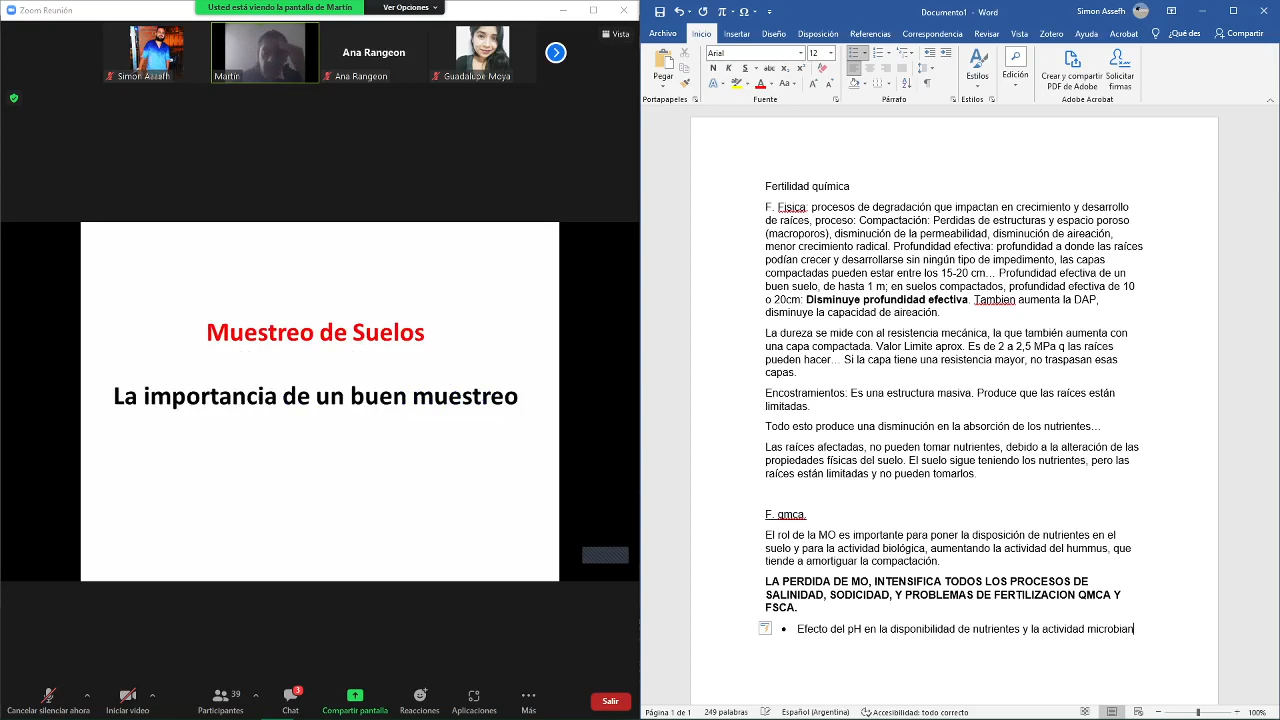 Zoom Reunión
Usted está viendo la pantalla de Martín
Ver Opciones
Vista
Simon Assefh
Martín
Ana Rangeon
Ana Rangeon
Guadalupe Moya
Muestreo de Suelos
La importancia de un buen muestreo
Cancelar silenciar ahora
Iniciar video
39
Participantes
3
Chat
Compartir pantalla
Reacciones
Aplicaciones
Más
Salir
Documento1 - Word
Simon Asseff
Archivo
Inicio
Insertar
Diseño
Disposición
Referencias
Correspondencia
Revisar
Vista
Zotero
Ayuda
Acrobat
¿Qué desea
Compartir
Pegar
Arial
12
N K S
Aa
Estilos
Edición
Crear y compartir
Adobe PDF
Solicitar
firmas
Portapapeles
Fuente
Párrafo
Estilos
Adobe Acrobat
Fertilidad química
F. Fisica: procesos de degradación que impactan en crecimiento y desarrollo
de raíces, proceso: Compactación: Perdidas de estructuras y espacio poroso
(macroporos), disminución de la permeabilidad, disminución de aireación,
menor crecimiento radical. Profundidad efectiva: profundidad a donde las raíces
podían crecer y desarrollarse sin ningún tipo de impedimento, las capas
compactadas pueden estar entre los 15-20 cm… Profundidad efectiva de un
buen suelo, de hasta 1 m; en suelos compactados, profundidad efectiva de 10
o 20cm: Disminuye profundidad efectiva. Tambien aumenta la DAP,
disminuye la capacidad de aireación.
La dureza se mide con al resistencia mecánica, la que también aumenta con
una capa compactada. Valor Limite aprox. Es de 2 a 2,5 MPa q las raíces
pueden hacer… Si la capa tiene una resistencia mayor, no traspasan esas
capas.
Encostramientos: Es una estructura masiva. Produce que las raíces están
limitadas.
Todo esto produce una disminución en la absorción de los nutrientes…
Las raíces afectadas, no pueden tomar nutrientes, debido a la alteración de las
propiedades físicas del suelo. El suelo sigue teniendo los nutrientes, pero las
raíces están limitadas y no pueden tomarlos.
F. qmca.
El rol de la MO es importante para poner la disposición de nutrientes en el
suelo y para la actividad biológica, aumentando la actividad del hummus, que
tiende a amortiguar la compactación.
LA PERDIDA DE MO, INTENSIFICA TODOS LOS PROCESOS DE
SALINIDAD, SODICIDAD, Y PROBLEMAS DE FERTILIZACION QMCA Y
FSCA.
• Efecto del pH en la disponibilidad de nutrientes y la actividad microbian
Página 1 de 1
249 palabras
Español (Argentina)
Accesibilidad: todo correcto
100%